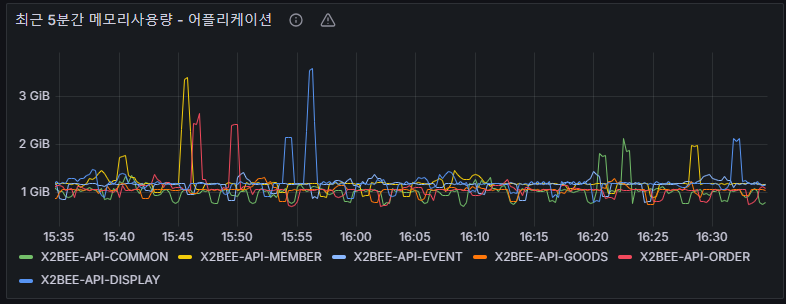 최근 5분간 메모리사용량 - 어플리케이션
3 GiB
2 GiB
1 GiB
15:35 15:40 15:45 15:50 15:55 16:00 16:05 16:10 16:15 16:20 16:25 16:30
X2BEE-API-COMMON X2BEE-API-MEMBER X2BEE-API-EVENT X2BEE-API-GOODS X2BEE-API-ORDER
X2BEE-API-DISPLAY